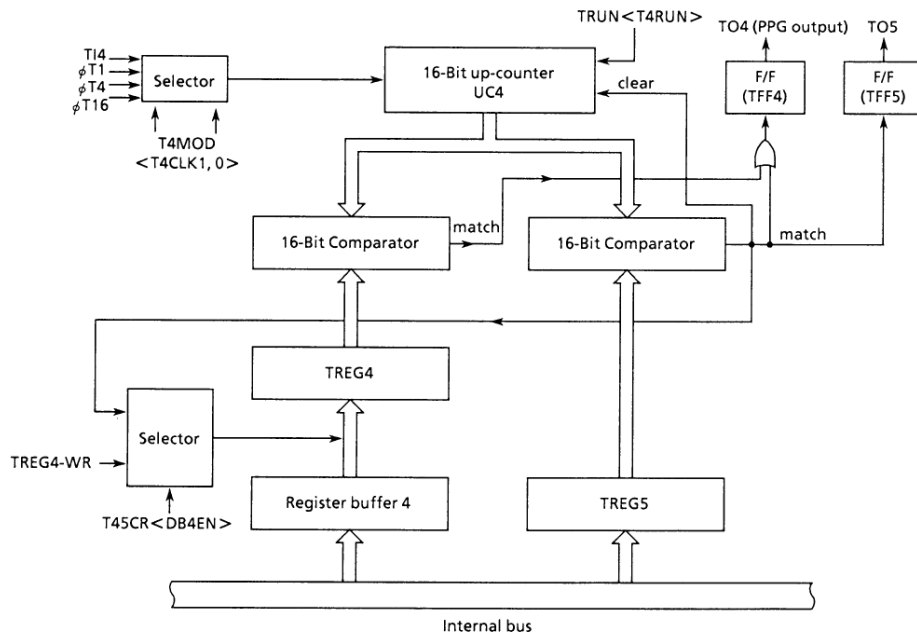 TRUN<T4RUN>
TO4 (PPG output)
TO5
TI4
φT1
φT4
φT16
Selector
16-Bit up-counter
UC4
clear
F/F
(TFF4)
F/F
(TFF5)
T4MOD
<T4CLK1, 0>
16-Bit Comparator
match
16-Bit Comparator
match
TREG4
Selector
TREG4-WR
T45CR<DB4EN>
Register buffer 4
TREG5
Internal bus